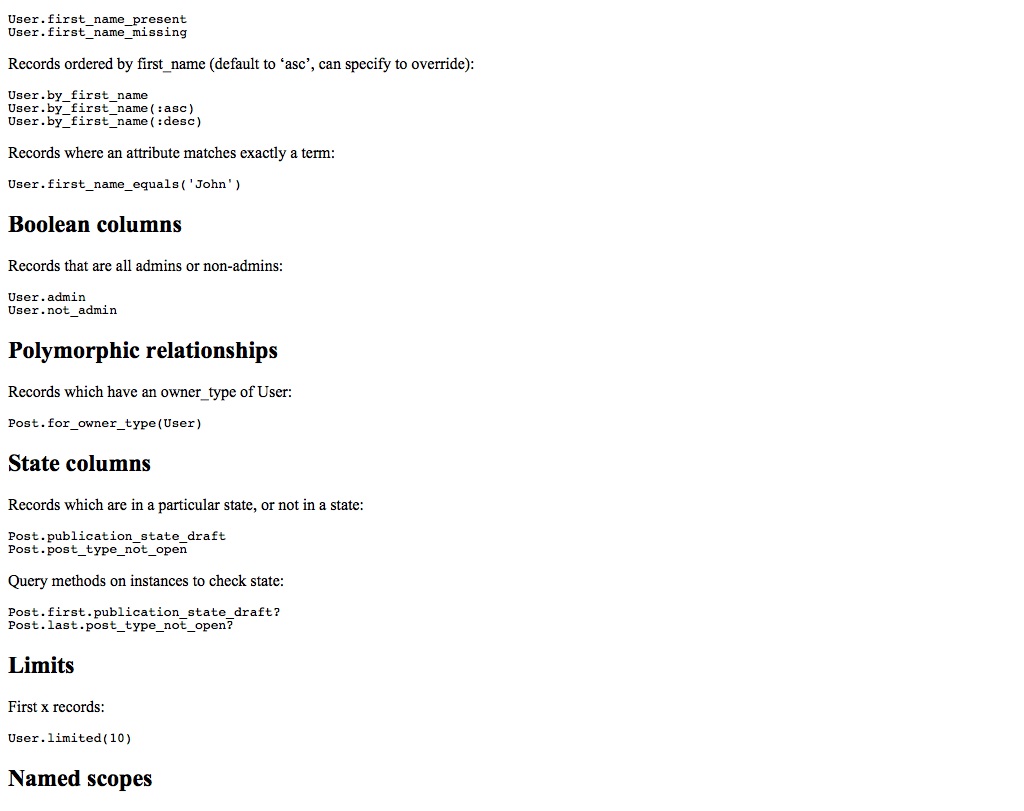 User.first_name_present
User.first_name_missing
Records ordered by first_name (default to ‘asc’, can specify to override):
User.by_first_name
User.by_first_name(:asc)
User.by_first_name(:desc)
Records where an attribute matches exactly a term:
User.first_name_equals('John')
Boolean columns
Records that are all admins or non-admins:
User.admin
User.not_admin
Polymorphic relationships
Records which have an owner_type of User:
Post.for_owner_type(User)
State columns
Records which are in a particular state, or not in a state:
Post.publication_state_draft
Post.post_type_not_open
Query methods on instances to check state:
Post.first.publication_state_draft?
Post.last.post_type_not_open?
Limits
First x records:
User.limited(10)
Named scopes